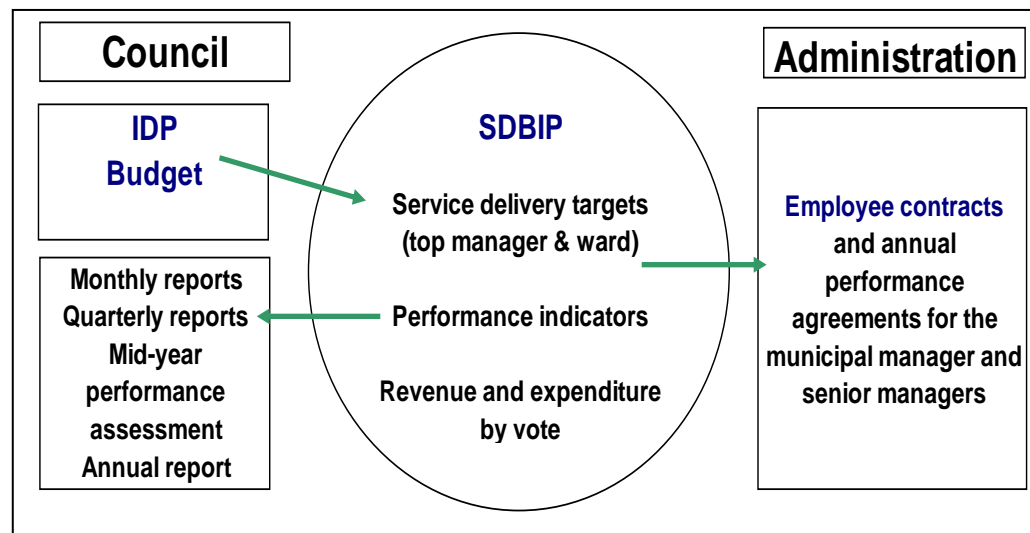 Council
IDP
Budget
Monthly reports
Quarterly reports
Mid-year
performance
assessment
Annual report
SDBIP
Service delivery targets
(top manager & ward)
Performance indicators
Revenue and expenditure
by vote
Administration
Employee contracts
and annual
performance
agreements for the
municipal manager and
senior managers